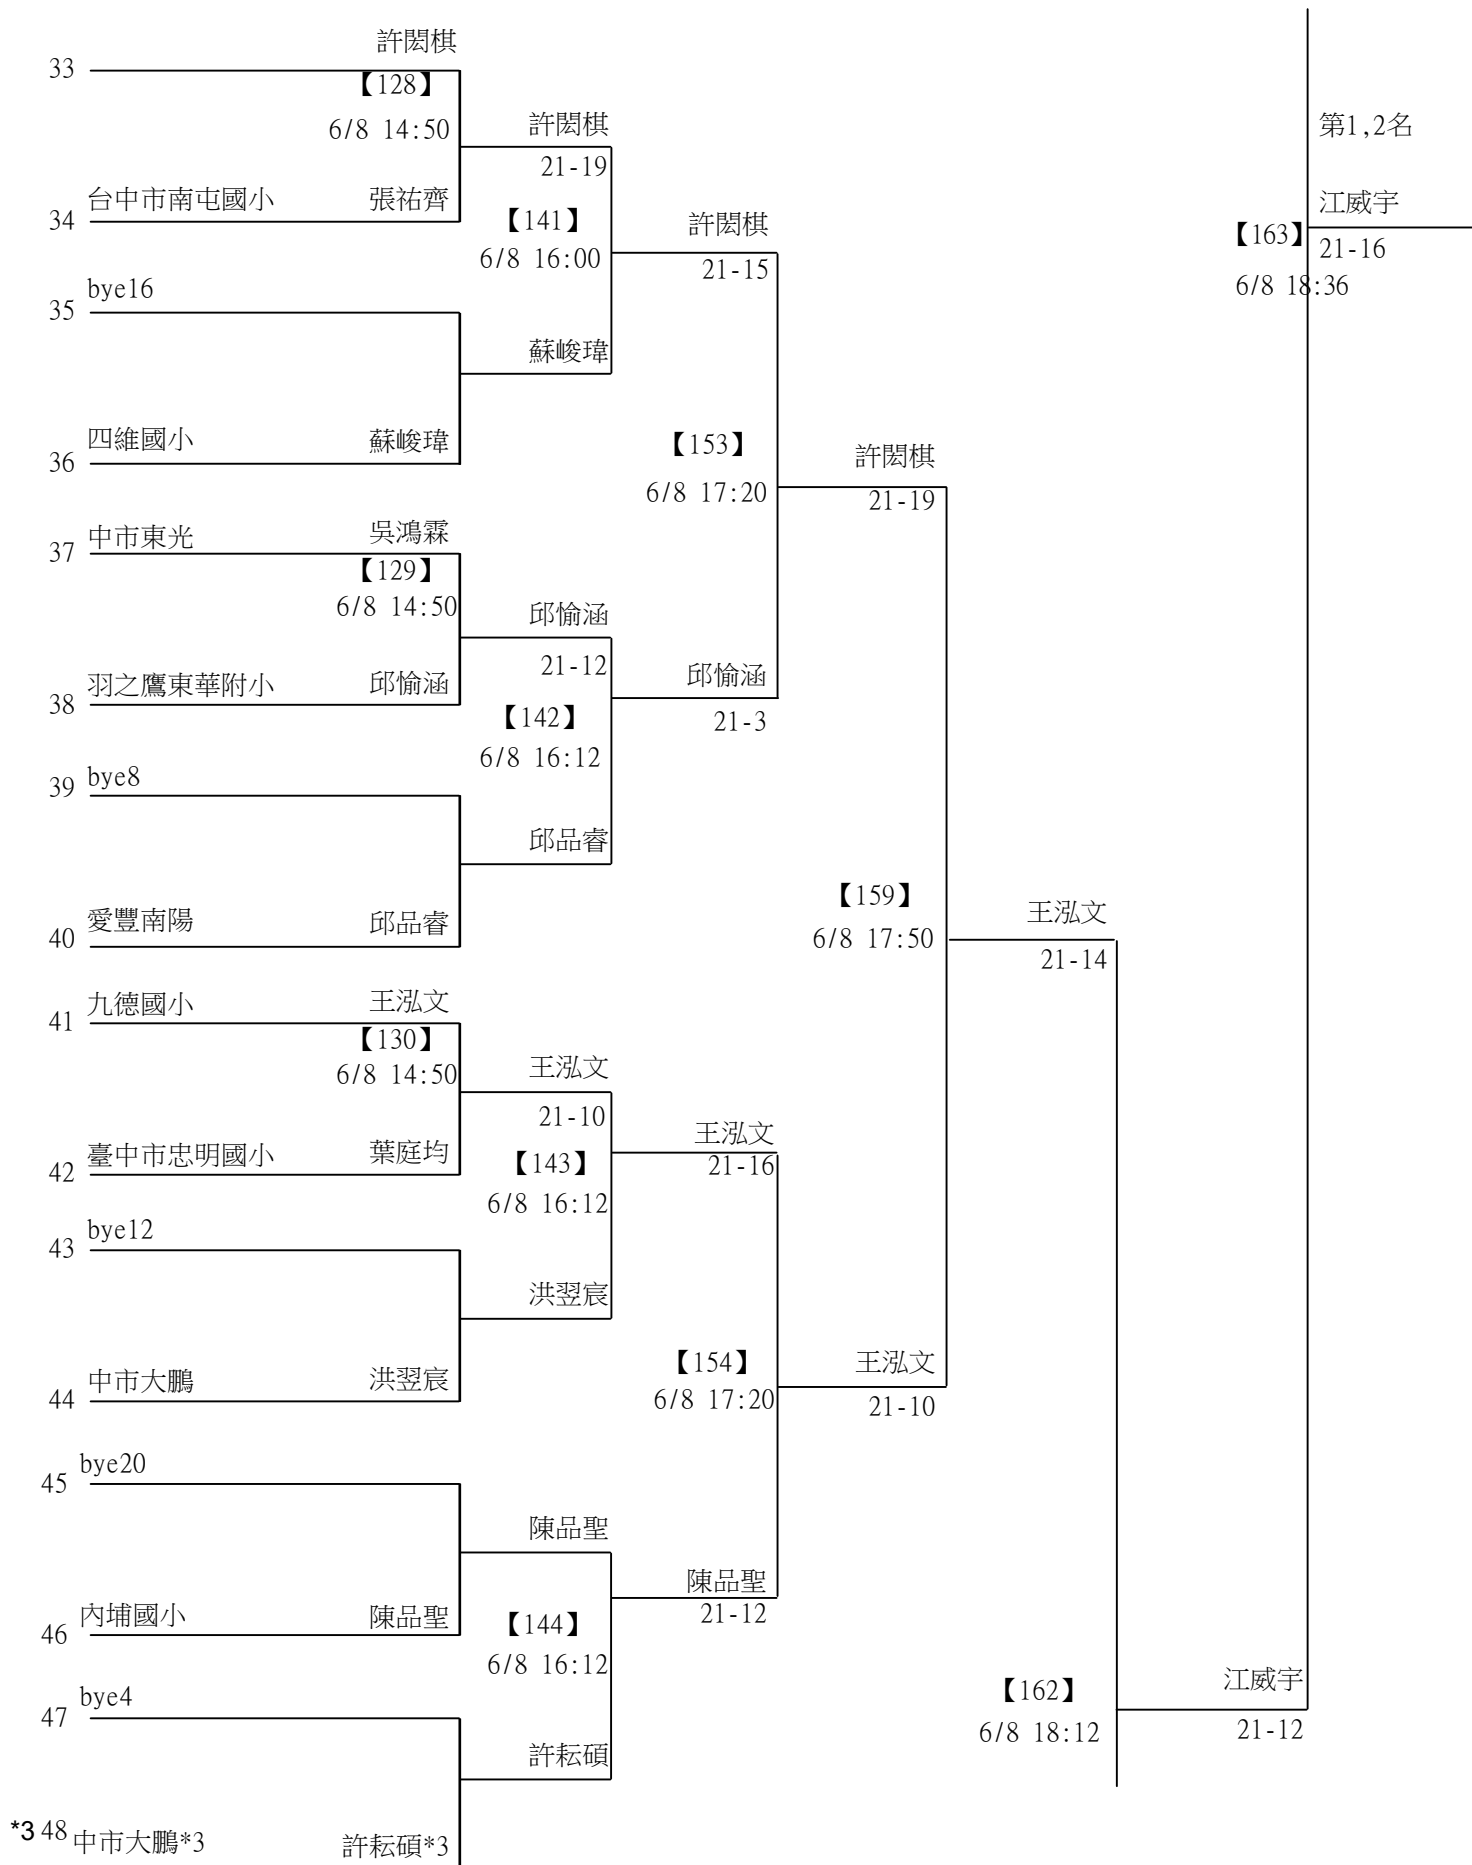 許閎棋
33
【128】
6/8 14:50
許閎棋
21-19
第1,2名
台中市南屯國小 張祐齊
34
【141】
6/8 16:00
許閎棋
21-15
江威宇
【163】
21-16
6/8 18:36
bye16
35
蘇峻瑋
四維國小 蘇峻瑋
36
【153】
6/8 17:20
許閎棋
21-19
中市東光 吳鴻霖
37
【129】
6/8 14:50
邱愉涵
21-12
羽之鷹東華附小 邱愉涵
38
【142】
6/8 16:12
邱愉涵
21-3
bye8
39
邱品睿
愛豐南陽 邱品睿
40
【159】
6/8 17:50
王泓文
21-14
九德國小 王泓文
41
【130】
6/8 14:50
王泓文
21-10
臺中市忠明國小 葉庭均
42
【143】
6/8 16:12
王泓文
21-16
bye12
43
洪翌宸
中市大鵬 洪翌宸
44
【154】
6/8 17:20
王泓文
21-10
bye20
45
陳品聖
內埔國小 陳品聖
46
【144】
6/8 16:12
陳品聖
21-12
bye4
47
許耘碩
【162】
6/8 18:12
江威宇
21-12
*3 48 中市大鵬*3 許耘碩*3